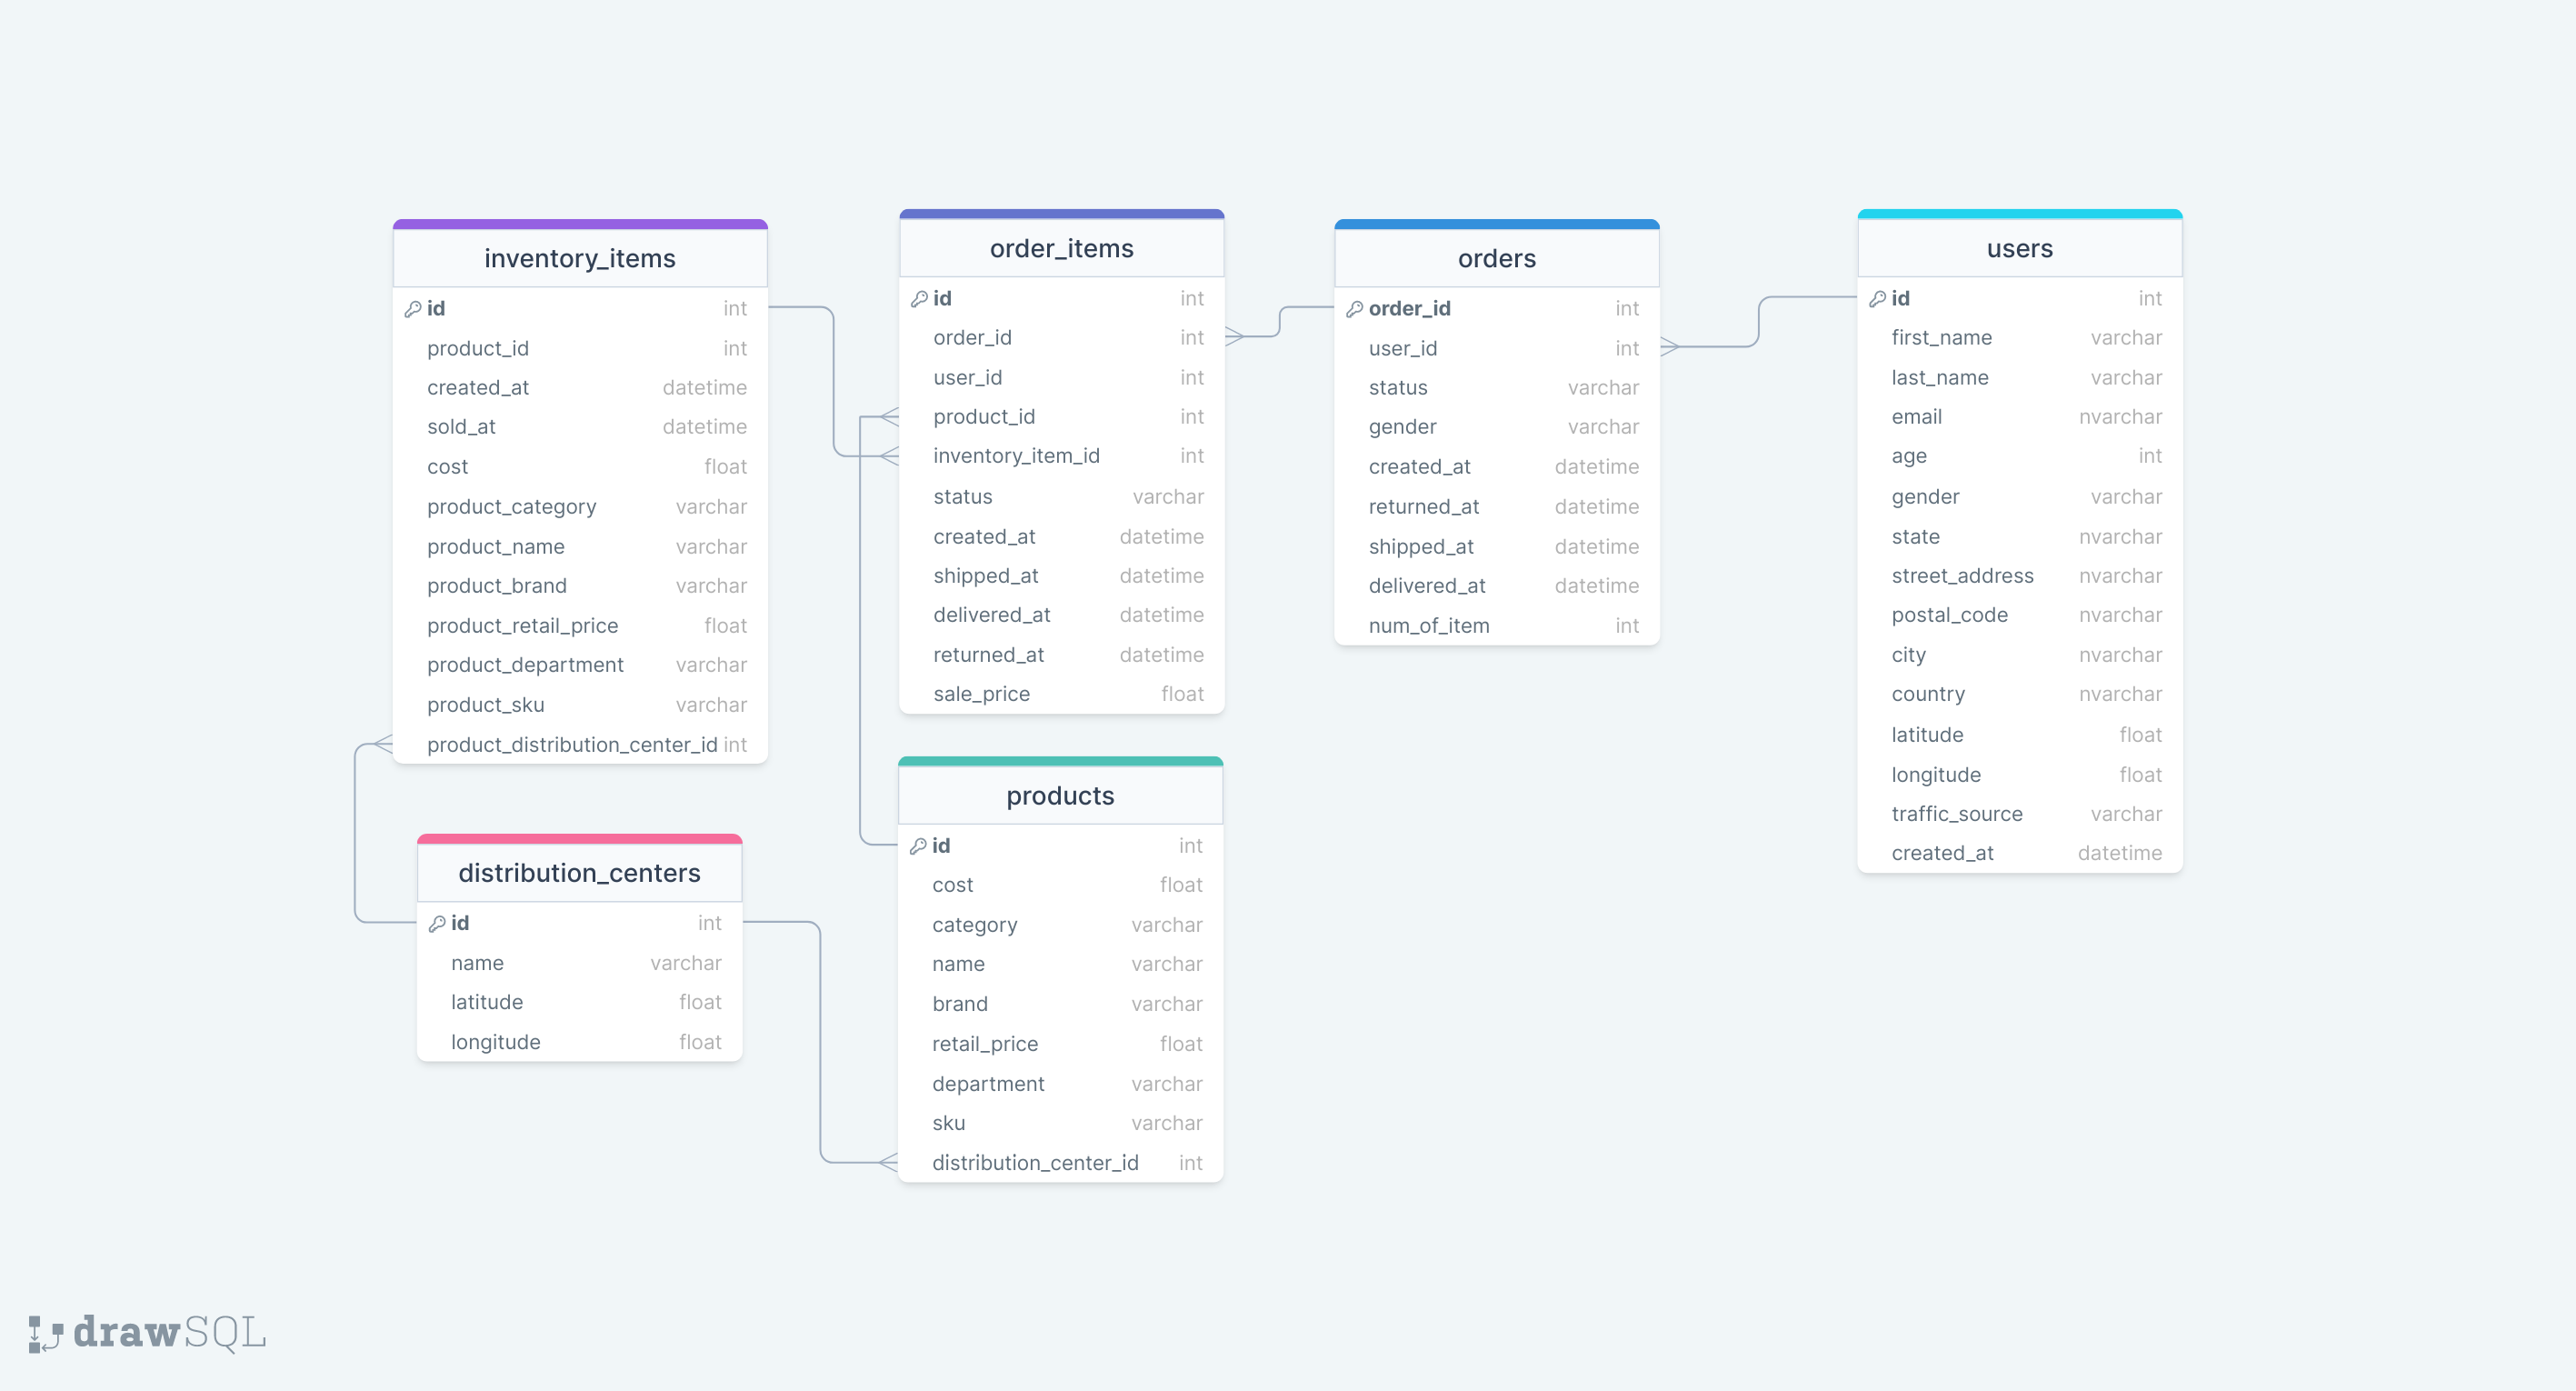 inventory_items
id int
product_id int
created_at datetime
sold_at datetime
cost float
product_category varchar
product_name varchar
product_brand varchar
product_retail_price float
product_department varchar
product_sku varchar
product_distribution_center_id int
order_items
id int
order_id int
user_id int
product_id int
inventory_item_id int
status varchar
created_at datetime
shipped_at datetime
delivered_at datetime
returned_at datetime
sale_price float
orders
order_id int
user_id int
status varchar
gender varchar
created_at datetime
returned_at datetime
shipped_at datetime
delivered_at datetime
num_of_item int
users
id int
first_name varchar
last_name varchar
email nvarchar
age int
gender varchar
state nvarchar
street_address nvarchar
postal_code nvarchar
city nvarchar
country nvarchar
latitude float
longitude float
traffic_source varchar
created_at datetime
distribution_centers
id int
name varchar
latitude float
longitude float
products
id int
cost float
category varchar
name varchar
brand varchar
retail_price float
department varchar
sku varchar
distribution_center_id int
drawSQL